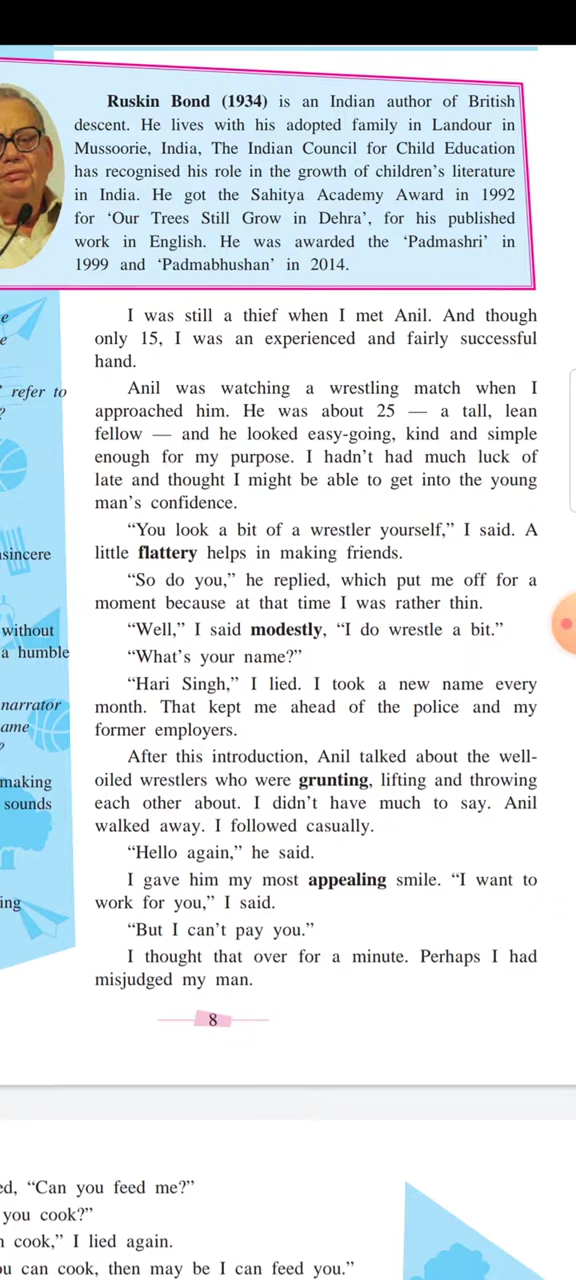 Ruskin Bond (1934) is an Indian author of British
descent. He lives with his adopted family in Landour in
Mussoorie, India, The Indian Council for Child Education
has recognised his role in the growth of children's literature
in India. He got the Sahitya Academy Award in 1992
for 'Our Trees Still Grow in Dehra', for his published
work in English. He was awarded the 'Padmashri' in
1999 and 'Padmabhushan' in 2014.
refer to
sincere
without
a humble
narrator
making
sounds
I was still a thief when I met Anil. And though
only 15, I was an experienced and fairly successful
hand.
Anil was watching a wrestling match when I
approached him. He was about 25 — a tall, lean
fellow — and he looked easy-going, kind and simple
enough for my purpose. I hadn't had much luck of
late and thought I might be able to get into the young
man's confidence.
"You look a bit of a wrestler yourself," I said. A
little flattery helps in making friends.
"So do you," he replied, which put me off for a
moment because at that time I was rather thin.
"Well," I said modestly, "I do wrestle a bit."
"What's your name?"
"Hari Singh," I lied. I took a new name every
month. That kept me ahead of the police and my
former employers.
After this introduction, Anil talked about the well-
oiled wrestlers who were grunting, lifting and throwing
each other about. I didn't have much to say. Anil
walked away. I followed casually.
"Hello again," he said.
I gave him my most appealing smile. "I want to
work for you," I said.
"But I can't pay you."
I thought that over for a minute. Perhaps I had
misjudged my man.
8
"Can you feed me?"
you cook?"
cook," I lied again.
can cook, then may be I can feed you."